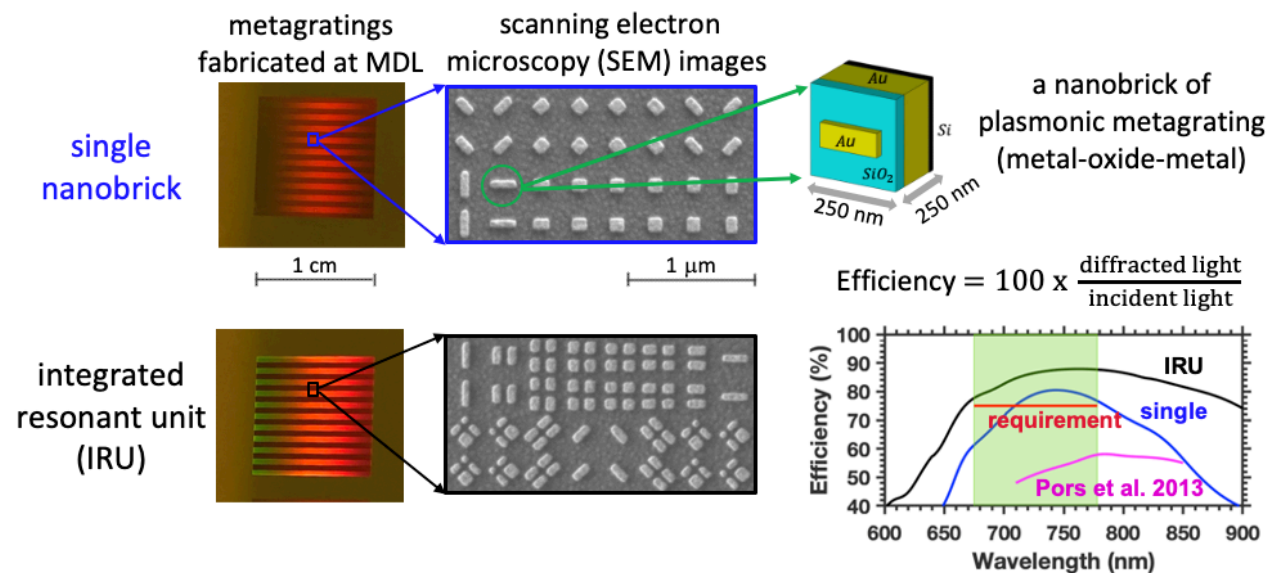 metagratings
fabricated at MDL
scanning electron
microscopy (SEM) images
single
nanobrick
Au
Au
SiO₂
Si
250 nm
250 nm
a nanobrick of
plasmonic metagrating
(metal-oxide-metal)
1 cm
1 μm
Efficiency = 100 x diffracted light
incident light
integrated
resonant unit
(IRU)
Efficiency (%)
100
90
80
70
60
50
40
IRU
single
requirement
Pors et al. 2013
600 650 700 750 800 850 900
Wavelength (nm)